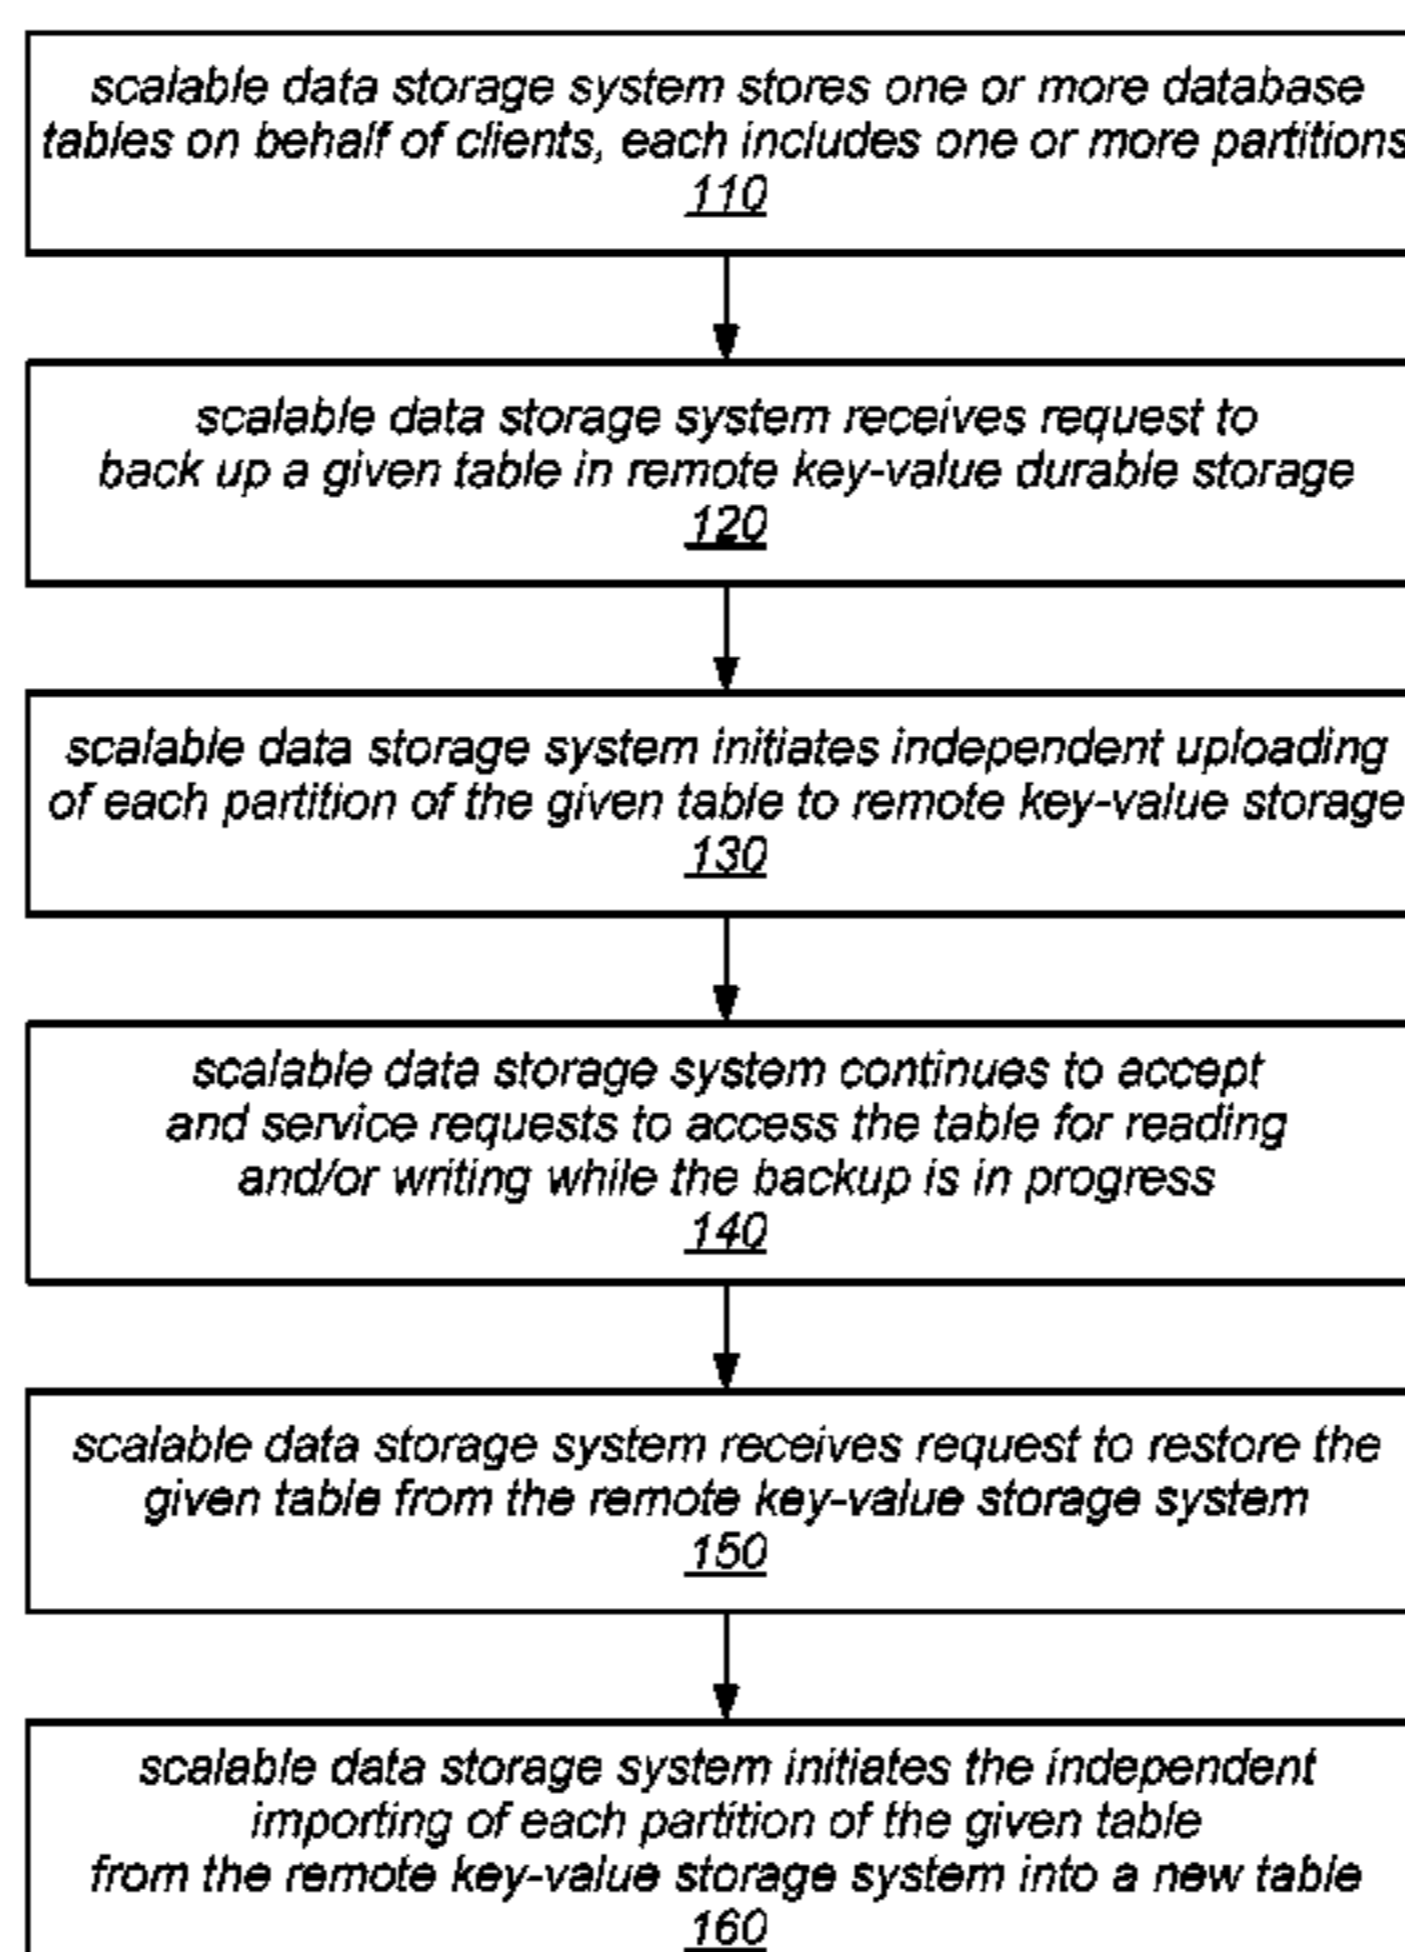 scalable data storage system stores one or more database
tables on behalf of clients, each includes one or more partitions
110
scalable data storage system receives request to
back up a given table in remote key-value durable storage
120
scalable data storage system initiates independent uploading
of each partition of the given table to remote key-value storage
130
scalable data storage system continues to accept
and service requests to access the table for reading
and/or writing while the backup is in progress
140
scalable data storage system receives request to restore the
given table from the remote key-value storage system
150
scalable data storage system initiates the independent
importing of each partition of the given table
from the remote key-value storage system into a new table
160